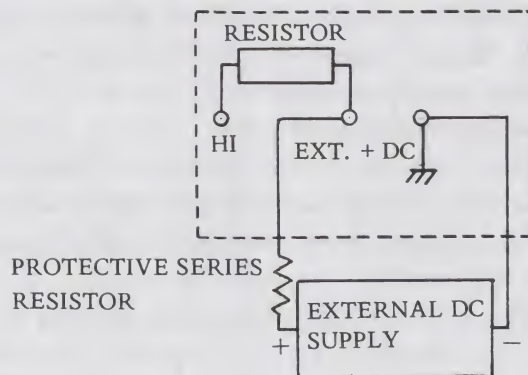 RESISTOR
HI
EXT. + DC
PROTECTIVE SERIES
RESISTOR
EXTERNAL DC
+ SUPPLY −